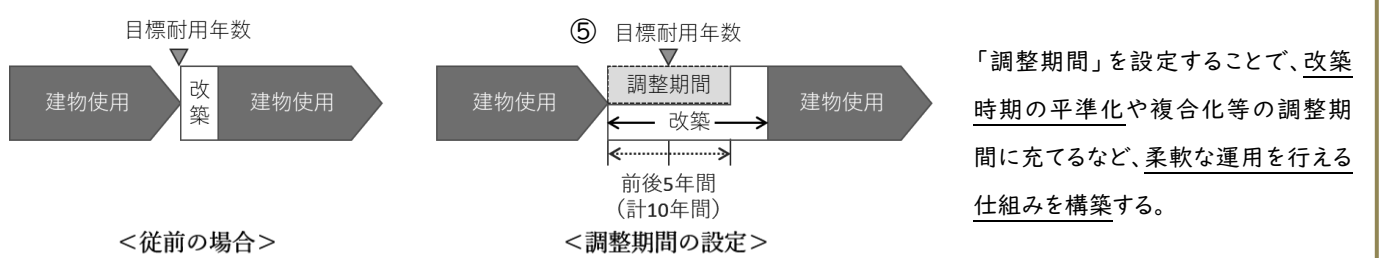 目標耐用年数
建物使用
改築
建物使用
<従前の場合>
⑤ 目標耐用年数
建物使用
調整期間
改築
建物使用
前後5年間
(計10年間)
<調整期間の設定>
「調整期間」を設定することで、改築
時期の平準化や複合化等の調整期
間に充てるなど、柔軟な運用を行える
仕組みを構築する。